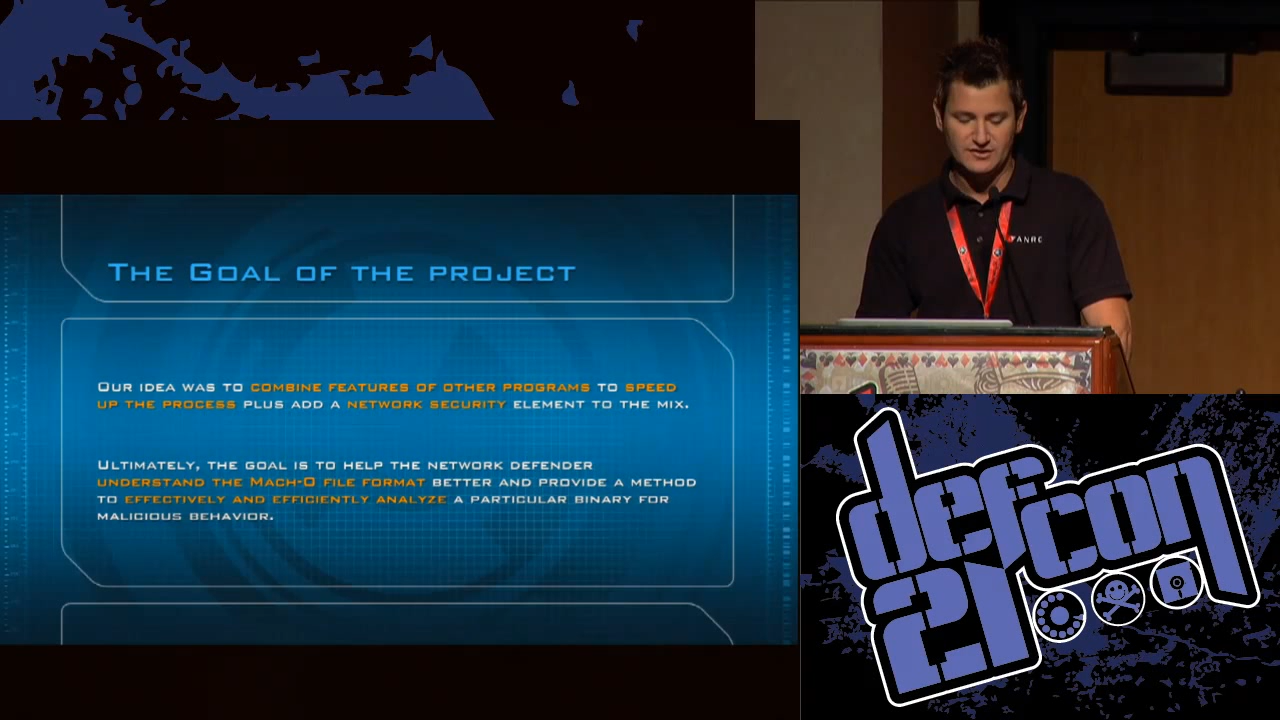 The Goal of the project
Our idea was to combine features of other programs to speed
up the process plus add a network security element to the mix.
Ultimately, the goal is to help the network defender
understand the Mach-O file format better and provide a method
to effectively and efficiently analyze a particular binary for
malicious behavior.
ANRC
defcon
21